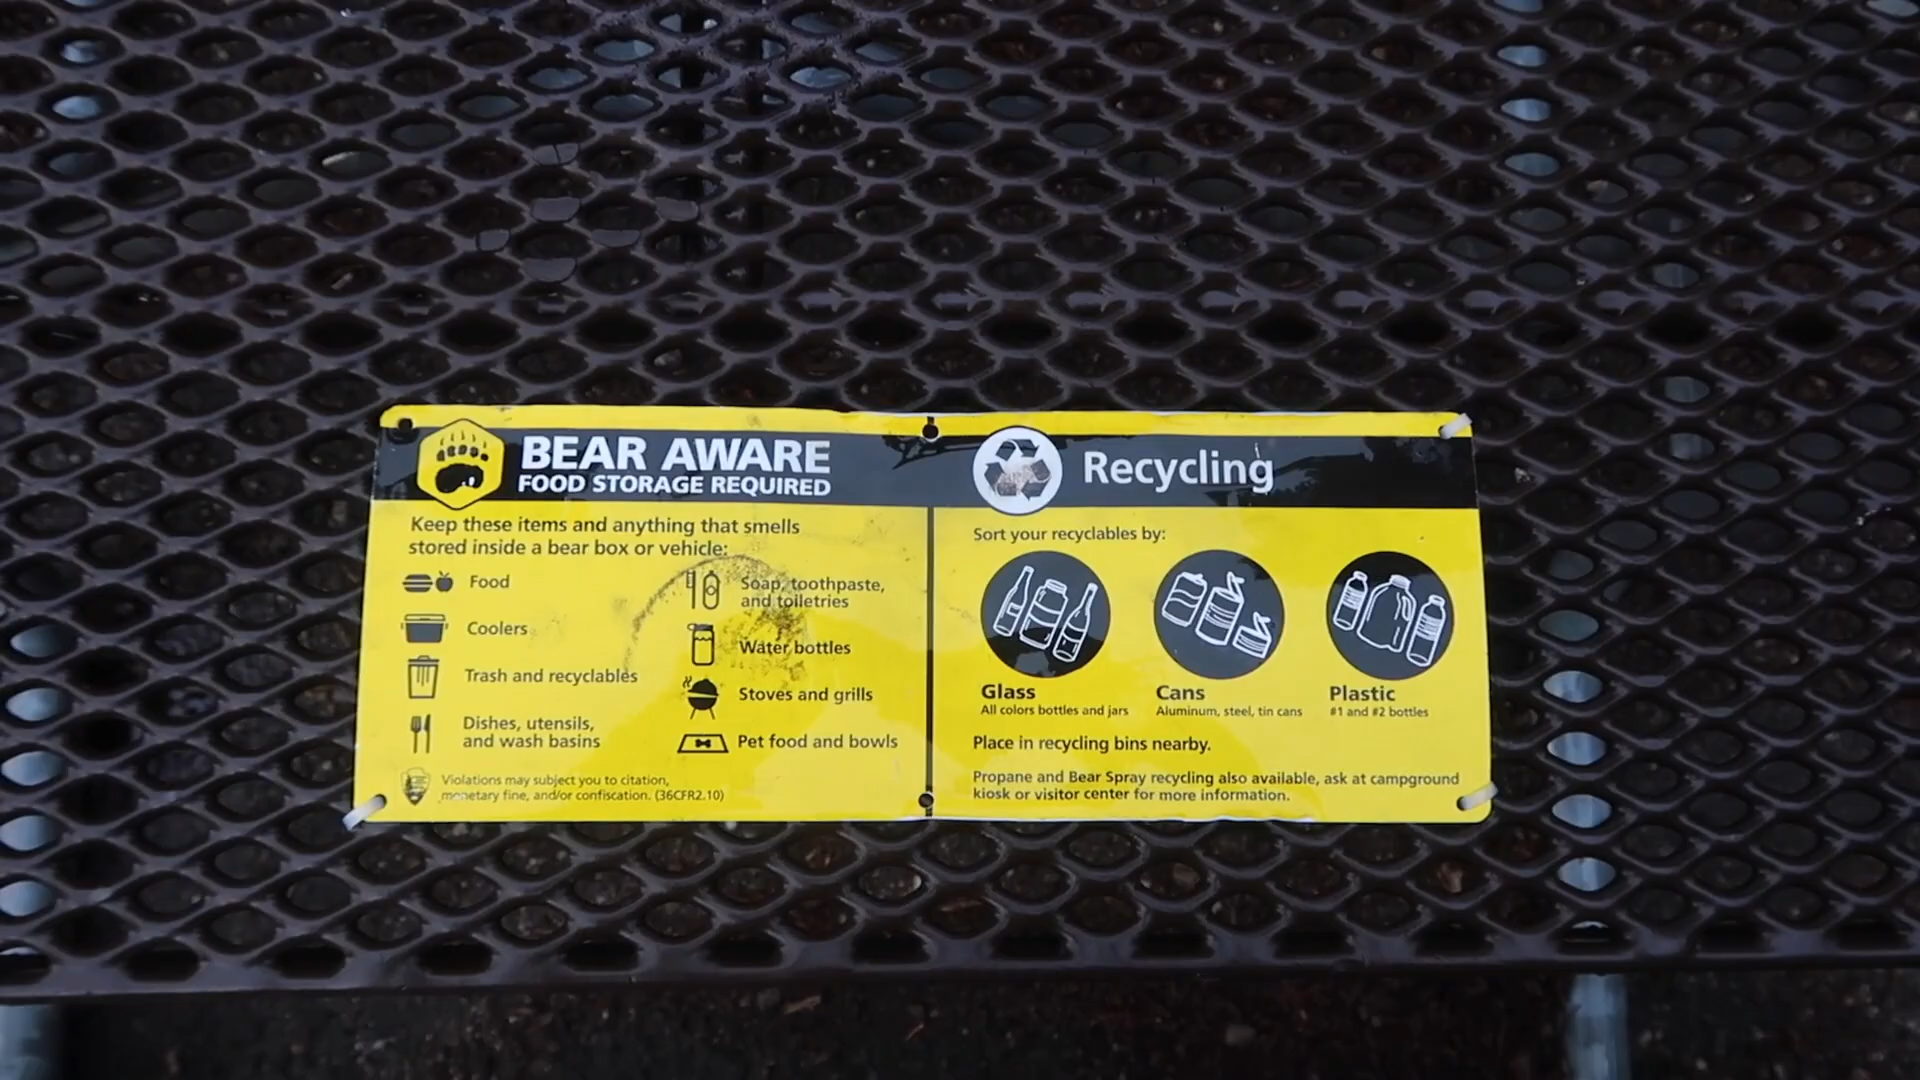 BEAR AWARE
FOOD STORAGE REQUIRED
Keep these items and anything that smells
stored inside a bear box or vehicle:
Food
Coolers
Trash and recyclables
Dishes, utensils,
and wash basins
Soap, toothpaste,
and toiletries
Water bottles
Stoves and grills
Pet food and bowls
Violations may subject you to citation,
monetary fine, and/or confiscation. (36CFR2.10)
Recycling
Sort your recyclables by:
Glass
All colors bottles and jars
Cans
Aluminum, steel, tin cans
Plastic
#1 and #2 bottles
Place in recycling bins nearby.
Propane and Bear Spray recycling also available, ask at campground
kiosk or visitor center for more information.